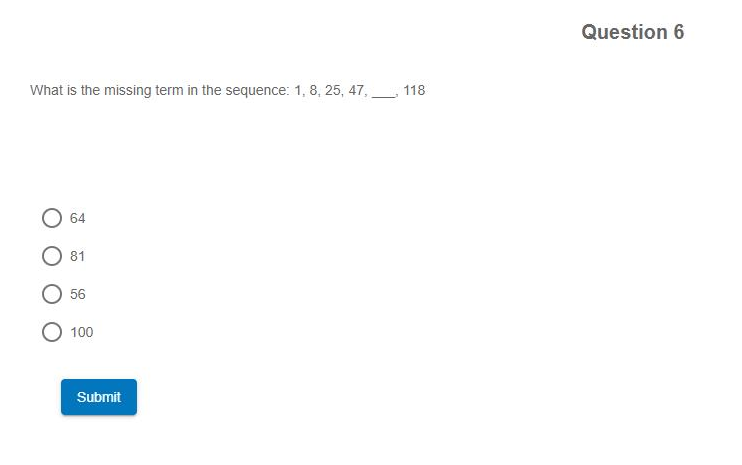 Question 6
What is the missing term in the sequence: 1, 8, 25, 47, ___, 118
64
81
56
100
Submit